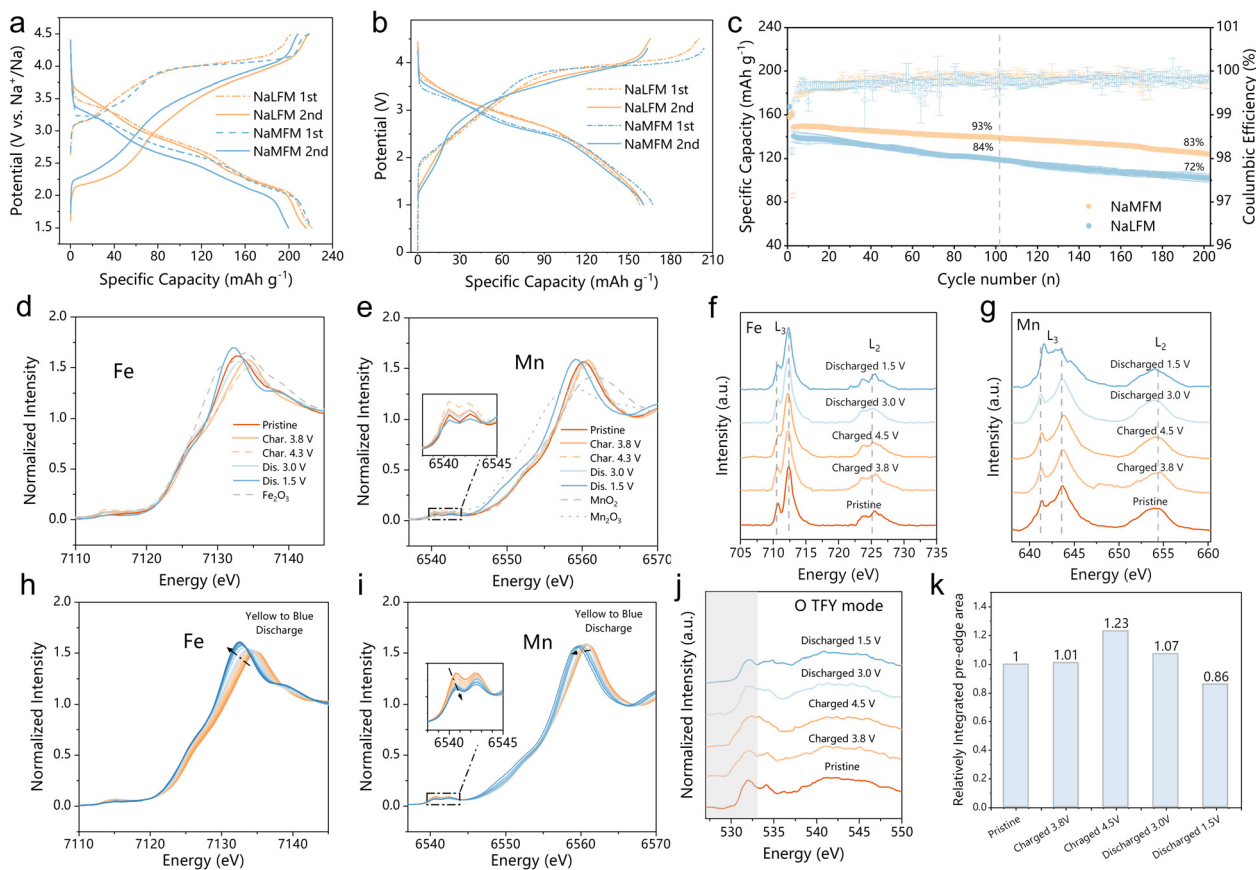 a
4.5
4.0
3.5
3.0
2.5
2.0
1.5
Potential (V vs. Na⁺/Na)
0 40 80 120 160 200 240
Specific Capacity (mAh g⁻¹)
NaLFM 1st
NaLFM 2nd
NaMFM 1st
NaMFM 2nd
b
4
3
2
1
0
Potential (V)
0 30 60 90 120 150 180 210
Specific Capacity (mAh g⁻¹)
NaLFM 1st
NaLFM 2nd
NaMFM 1st
NaMFM 2nd
c
240
200
160
120
80
40
Specific Capacity (mAh g⁻¹)
101
100
99
98
97
96
Coulumbic Efficiency (%)
93%
84%
83%
72%
NaMFM
NaLFM
0 20 40 60 80 100 120 140 160 180 200
Cycle number (n)
d
2.0
1.5
1.0
0.5
0.0
Normalized Intensity
Fe
Pristine
Char. 3.8 V
Char. 4.3 V
Dis. 3.0 V
Dis. 1.5 V
Fe₂O₃
7110 7120 7130 7140
Energy (eV)
e
2.0
1.5
1.0
0.5
0.0
Normalized Intensity
Mn
6540 6545
Pristine
Char. 3.8 V
Char. 4.3 V
Dis. 3.0 V
Dis. 1.5 V
MnO₂
Mn₂O₃
6540 6550 6560 6570
Energy (eV)
f
Fe
L₃
L₂
Discharged 1.5 V
Discharged 3.0 V
Charged 4.5 V
Charged 3.8 V
Pristine
Intensity (a.u.)
705 710 715 720 725 730 735
Energy (eV)
g
Mn
L₃
L₂
Discharged 1.5 V
Discharged 3.0 V
Charged 4.5 V
Charged 3.8 V
Pristine
Intensity (a.u.)
640 645 650 655 660
Energy (eV)
h
2.0
1.5
1.0
0.5
0.0
Normalized Intensity
Fe
Yellow to Blue
Discharge
7110 7120 7130 7140
Energy (eV)
i
2.0
1.5
1.0
0.5
0.0
Normalized Intensity
Mn
Yellow to Blue
Discharge
6540 6545
6540 6550 6560 6570
Energy (eV)
j
O TFY mode
Discharged 1.5 V
Discharged 3.0 V
Charged 4.5 V
Charged 3.8 V
Pristine
Normalized Intensity (a.u.)
530 535 540 545 550
Energy (eV)
k
1.4
1.2
1.0
0.8
0.6
0.4
0.2
0.0
Relatively Integrated pre-edge area
1
1.01
1.23
1.07
0.86
Pristine
Charged 3.8V
Chraged 4.5V
Discharged 3.0V
Discharged 1.5V